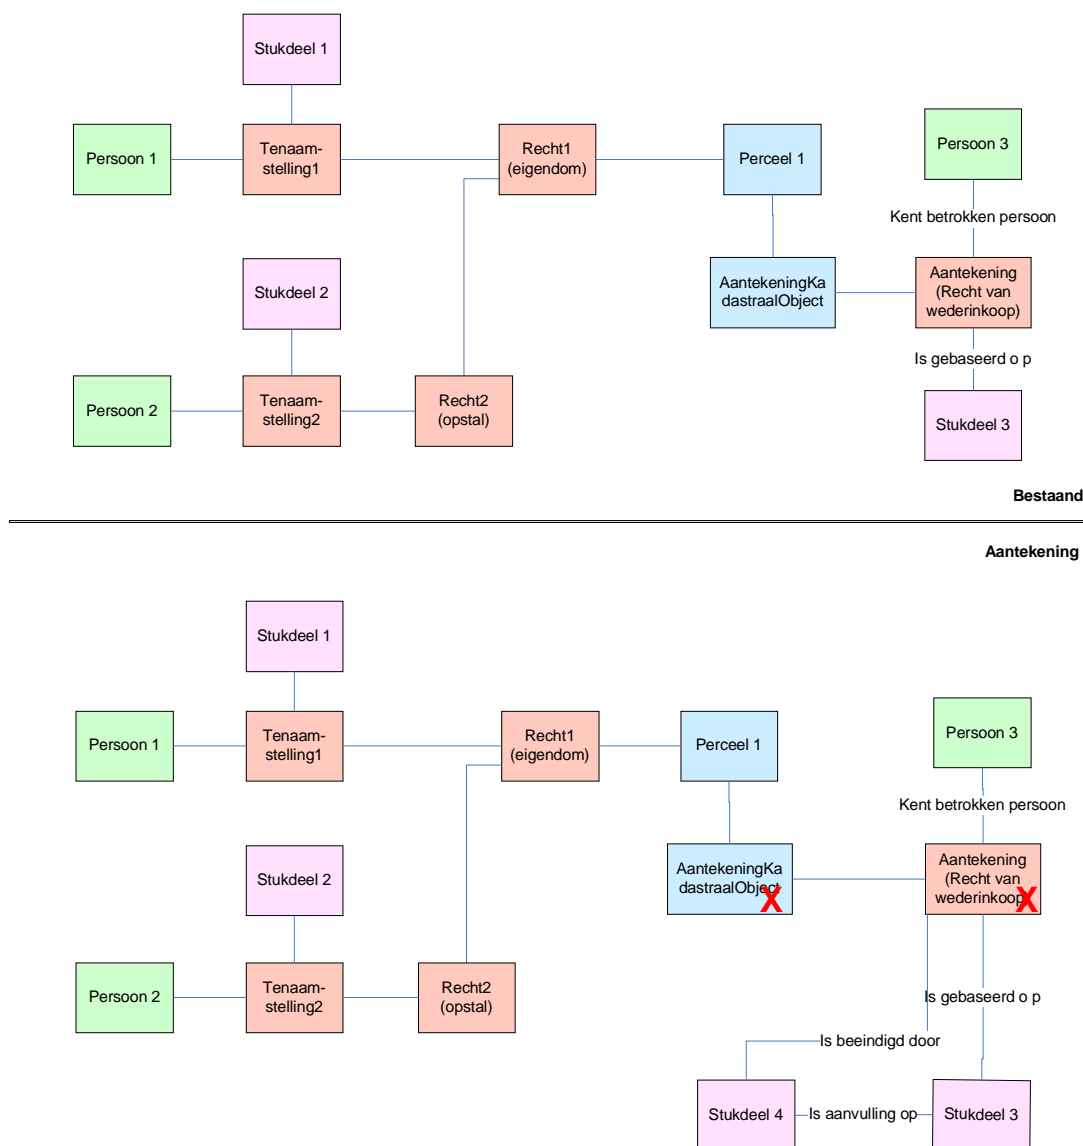 Stukdeel 1
Persoon 1
Tenaam-
stelling1
Recht1
(eigendom)
Perceel 1
Persoon 3
Kent betrokken persoon
Stukdeel 2
AantekeningKa
dastraalObject
Aantekening
(Recht van
wederinkoop)
Is gebaseerd o p
Persoon 2
Tenaam-
stelling2
Recht2
(opstal)
Stukdeel 3
Bestaand
Aantekening
Stukdeel 1
Persoon 1
Tenaam-
stelling1
Recht1
(eigendom)
Perceel 1
Persoon 3
Kent betrokken persoon
Stukdeel 2
AantekeningKa
dastraalObject
X
Aantekening
(Recht van
wederinkoop)
X
Persoon 2
Tenaam-
stelling2
Recht2
(opstal)
Is gebaseerd o p
Is beeindigd door
Stukdeel 4
Is aanvulling op
Stukdeel 3